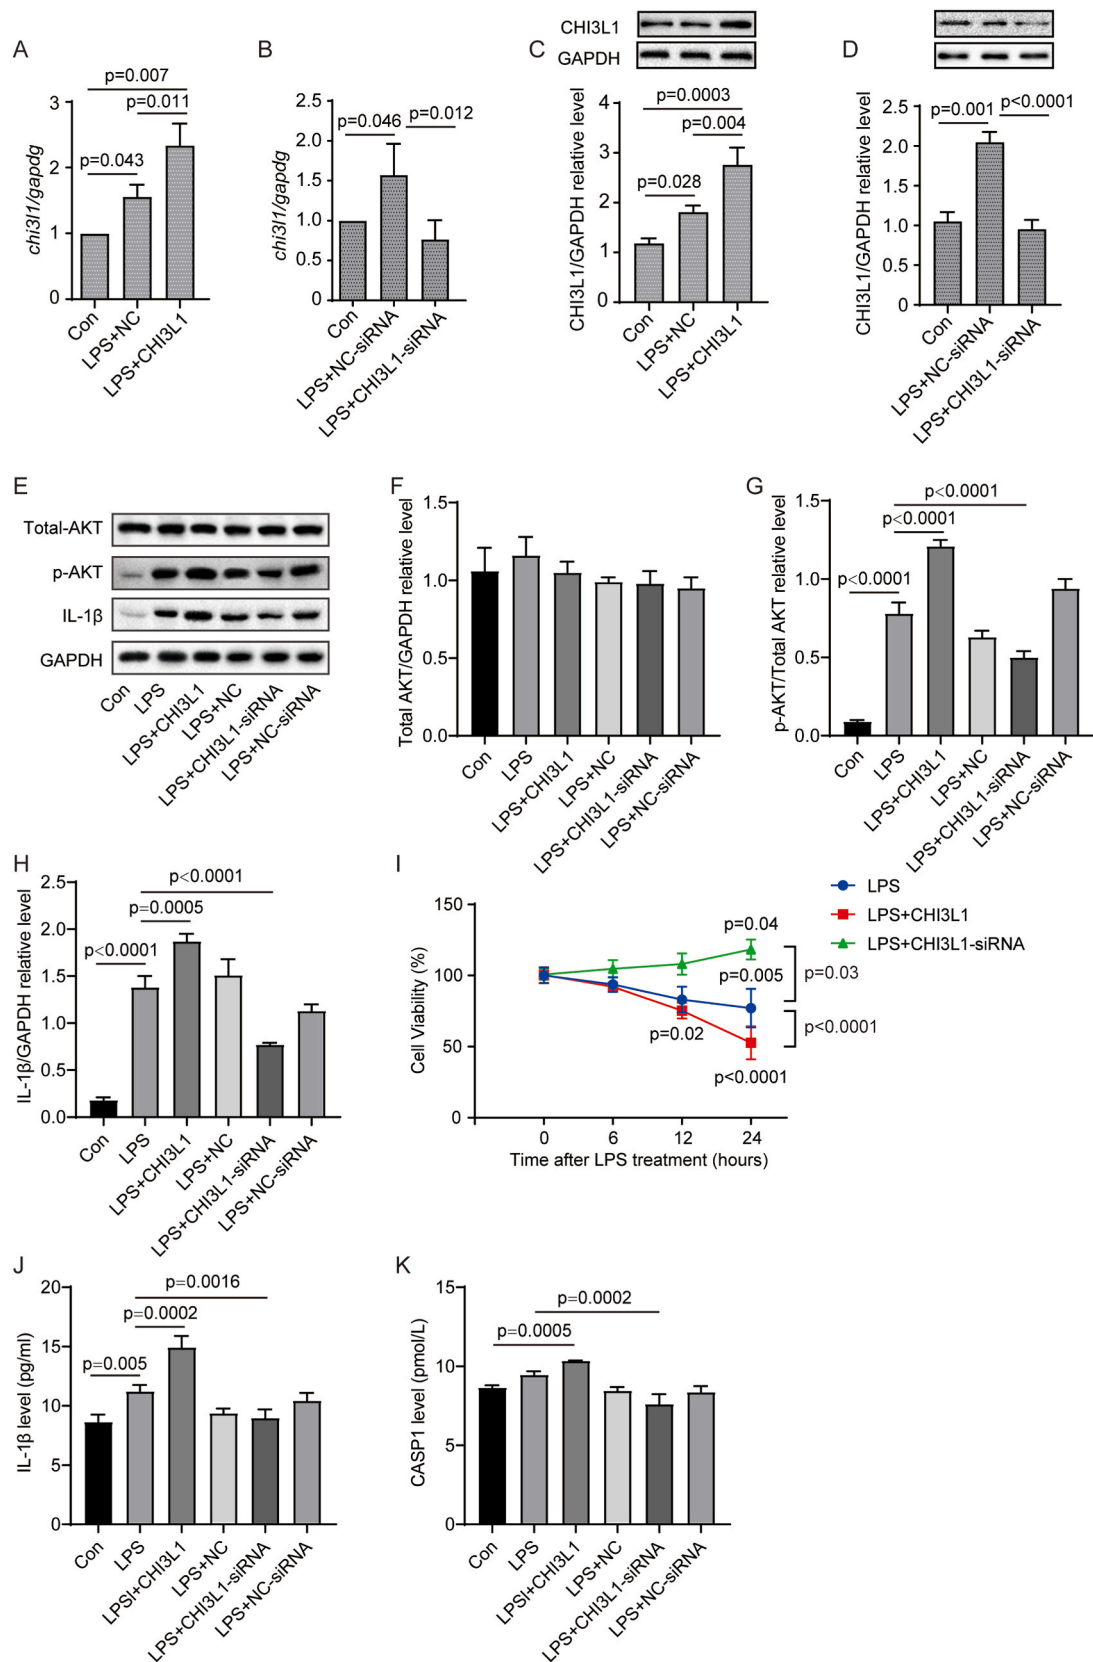 A
p=0.007
p=0.011
p=0.043
chi3l1/gapdg
3
2
1
0
Con
LPS+NC
LPS+CHI3L1
B
p=0.046
p=0.012
chi3l1/gapdg
2.5
2.0
1.5
1.0
0.5
0.0
Con
LPS+NC-siRNA
LPS+CHI3L1-siRNA
CHI3L1
GAPDH
C
p=0.0003
p=0.004
p=0.028
CHI3L1/GAPDH relative level
4
3
2
1
0
Con
LPS+NC
LPS+CHI3L1
D
p=0.001
p<0.0001
CHI3L1/GAPDH relative level
2.5
2.0
1.5
1.0
0.5
0.0
Con
LPS+NC-siRNA
LPS+CHI3L1-siRNA
E
Total-AKT
p-AKT
IL-1β
GAPDH
Con
LPS
LPS+CHI3L1
LPS+NC
LPS+CHI3L1-siRNA
LPS+NC-siRNA
F
Total AKT/GAPDH relative level
1.5
1.0
0.5
0.0
Con
LPS
LPS+CHI3L1
LPS+NC
LPS+CHI3L1-siRNA
LPS+NC-siRNA
G
p<0.0001
p<0.0001
p<0.0001
p-AKT/Total AKT relative level
1.5
1.0
0.5
0.0
Con
LPS
LPS+CHI3L1
LPS+NC
LPS+CHI3L1-siRNA
LPS+NC-siRNA
H
p<0.0001
p=0.0005
p<0.0001
IL-1β/GAPDH relative level
2.5
2.0
1.5
1.0
0.5
0.0
Con
LPS
LPS+CHI3L1
LPS+NC
LPS+CHI3L1-siRNA
LPS+NC-siRNA
I
LPS
LPS+CHI3L1
LPS+CHI3L1-siRNA
p=0.04
p=0.005
p=0.03
p=0.02
p<0.0001
p<0.0001
Cell Viability (%)
150
100
50
0
0
6
12
24
Time after LPS treatment (hours)
J
p=0.0016
p=0.0002
p=0.005
IL-1β level (pg/ml)
20
15
10
5
0
Con
LPS
LPSI+CHI3L1
LPS+NC
LPS+CHI3L1-siRNA
LPS+NC-siRNA
K
p=0.0002
p=0.0005
CASP1 level (pmol/L)
15
10
5
0
Con
LPS
LPSI+CHI3L1
LPS+NC
LPS+CHI3L1-siRNA
LPS+NC-siRNA